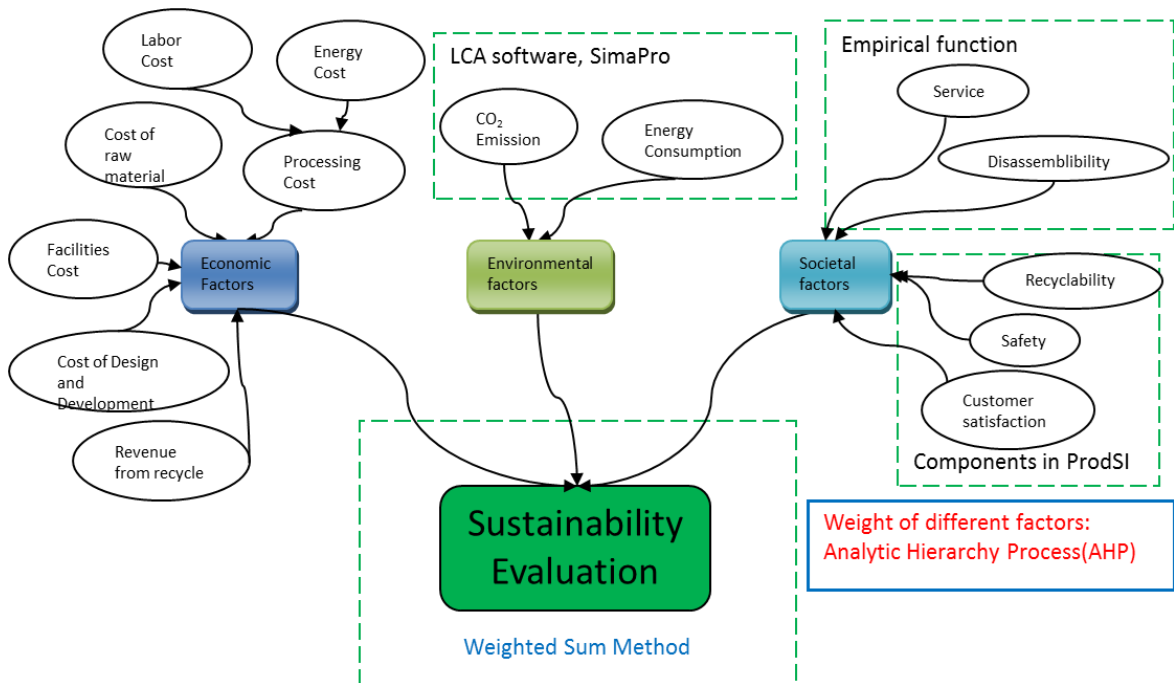 Labor
Cost
Energy
Cost
Cost of
raw
material
Processing
Cost
Facilities
Cost
Economic
Factors
Cost of Design
and
Development
Revenue
from recycle
LCA software, SimaPro
CO2
Emission
Energy
Consumption
Environmental
factors
Empirical function
Service
Disassemblibility
Societal
factors
Recyclability
Safety
Customer
satisfaction
Components in ProdSI
Sustainability
Evaluation
Weighted Sum Method
Weight of different factors:
Analytic Hierarchy Process(AHP)